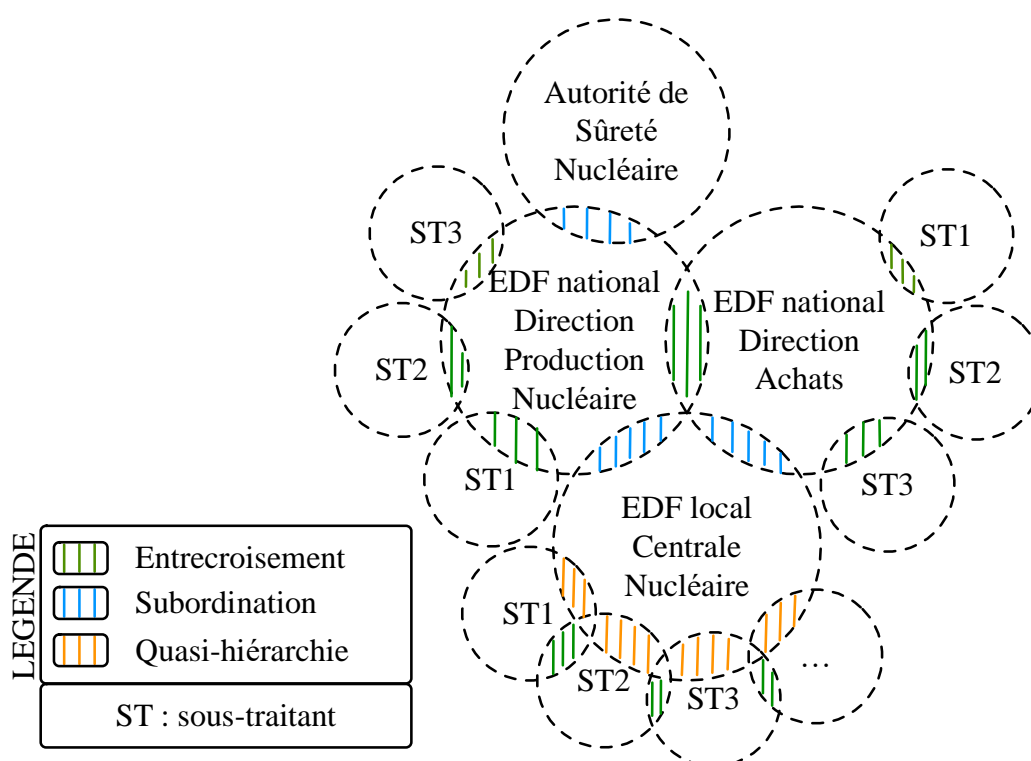 Autorité de
Sûreté
Nucléaire
ST3
ST1
EDF national
Direction
Production
Nucléaire
EDF national
Direction
Achats
ST2
ST2
ST1
ST3
EDF local
Centrale
Nucléaire
ST1
ST2
ST3
...
LEGENDE
Entrecroisement
Subordination
Quasi-hiérarchie
ST : sous-traitant